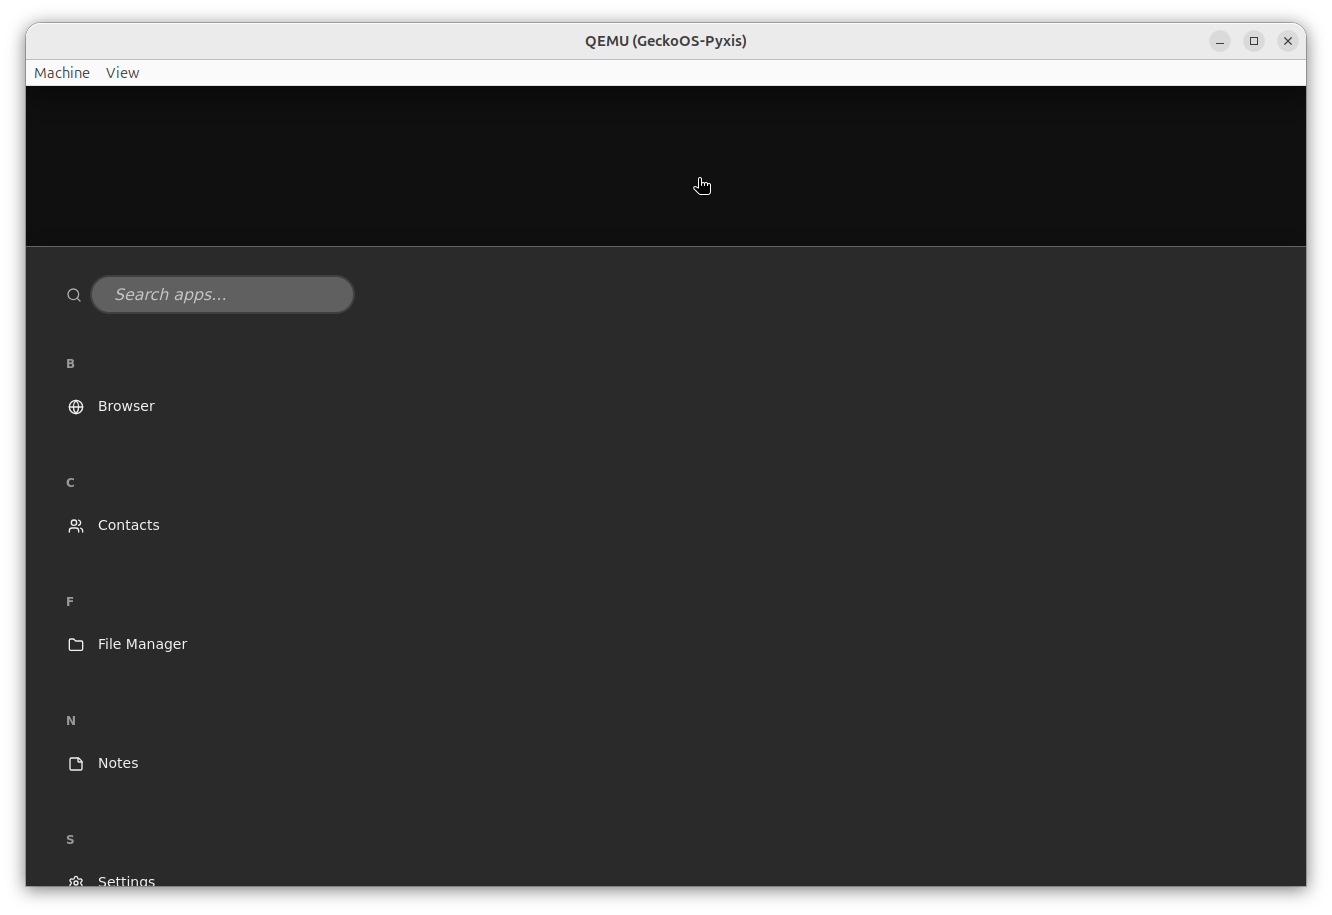 QEMU (GeckoOS-Pyxis)
Machine View
Search apps...
B
Browser
C
Contacts
F
File Manager
N
Notes
S
Settings